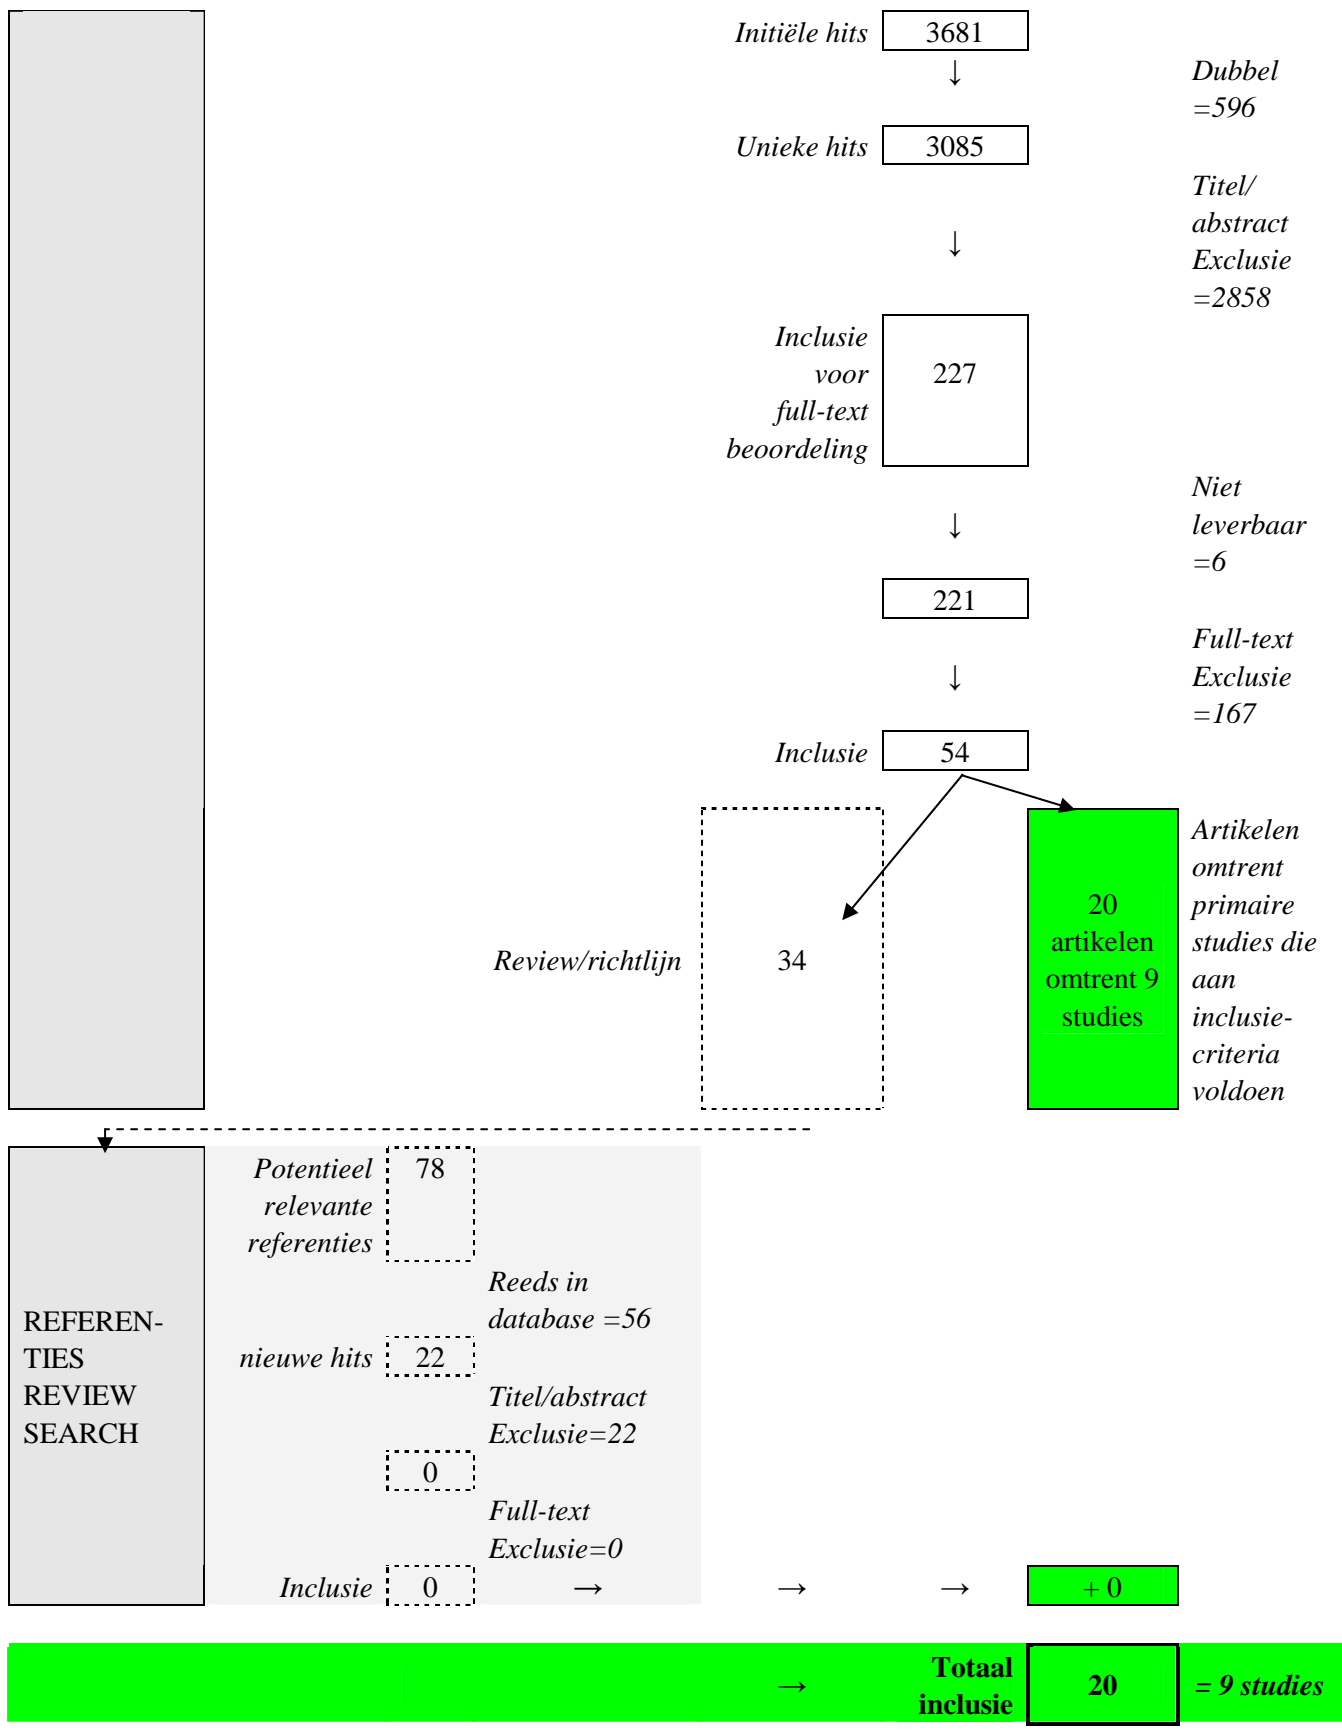 Initiële hits 3681
↓
Dubbel
=596
Unieke hits 3085
Titel/
abstract
↓
Exclusie
=2858
Inclusie
voor 227
full-text
beoordeling
Niet
↓ leverbaar
=6
221
Full-text
↓ Exclusie
=167
Inclusie 54
Review/richtlijn 34
20
artikelen
omtrent 9
studies
Artikelen
omtrent
primaire
studies die
aan
inclusie-
criteria
voldoen
REFEREN-
TIES
REVIEW
SEARCH
Potentieel 78
relevante
referenties
Reeds in
database =56
nieuwe hits 22
Titel/abstract
Exclusie=22
0
Full-text
Exclusie=0
Inclusie 0 → → → + 0
→ Totaal
inclusie 20 = 9 studies